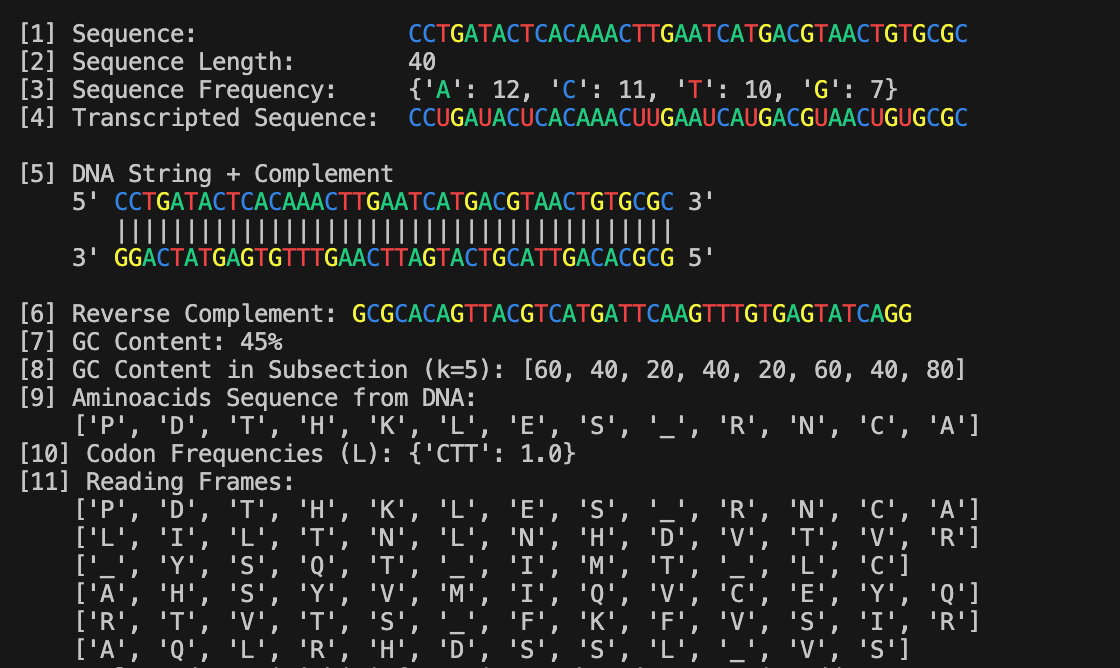 [1] Sequence: CCTGATACTCACAAACTTGAATCATGACGTAACTGTGCGC
[2] Sequence Length: 40
[3] Sequence Frequency: {'A': 12, 'C': 11, 'T': 10, 'G': 7}
[4] Transcripted Sequence: CCUGAUACUCACAAACUUGAAUCAUGACGUAACUGUGCGC
[5] DNA String + Complement
5' CCTGATACTCACAAACTTGAATCATGACGTAACTGTGCGC 3'
||||||||||||||||||||||||||||||||||||||||
3' GGACTATGAGTGTTTGAACTTAGTACTGCATTGACACGCG 5'
[6] Reverse Complement: GCGCACAGTTACGTCATGATTCAAGTTTGTGAGTATCAGG
[7] GC Content: 45%
[8] GC Content in Subsection (k=5): [60, 40, 20, 40, 20, 60, 40, 80]
[9] Aminoacids Sequence from DNA:
['P', 'D', 'T', 'H', 'K', 'L', 'E', 'S', '_', 'R', 'N', 'C', 'A']
[10] Codon Frequencies (L): {'CTT': 1.0}
[11] Reading Frames:
['P', 'D', 'T', 'H', 'K', 'L', 'E', 'S', '_', 'R', 'N', 'C', 'A']
['L', 'I', 'L', 'T', 'N', 'L', 'N', 'H', 'D', 'V', 'T', 'V', 'R']
['_', 'Y', 'S', 'Q', 'T', '_', 'I', 'M', 'T', '_', 'L', 'C']
['A', 'H', 'S', 'Y', 'V', 'M', 'I', 'Q', 'V', 'C', 'E', 'Y', 'Q']
['R', 'T', 'V', 'T', 'S', '_', 'F', 'K', 'F', 'V', 'S', 'I', 'R']
['A', 'Q', 'L', 'R', 'H', 'D', 'S', 'S', 'L', '_', 'V', 'S']